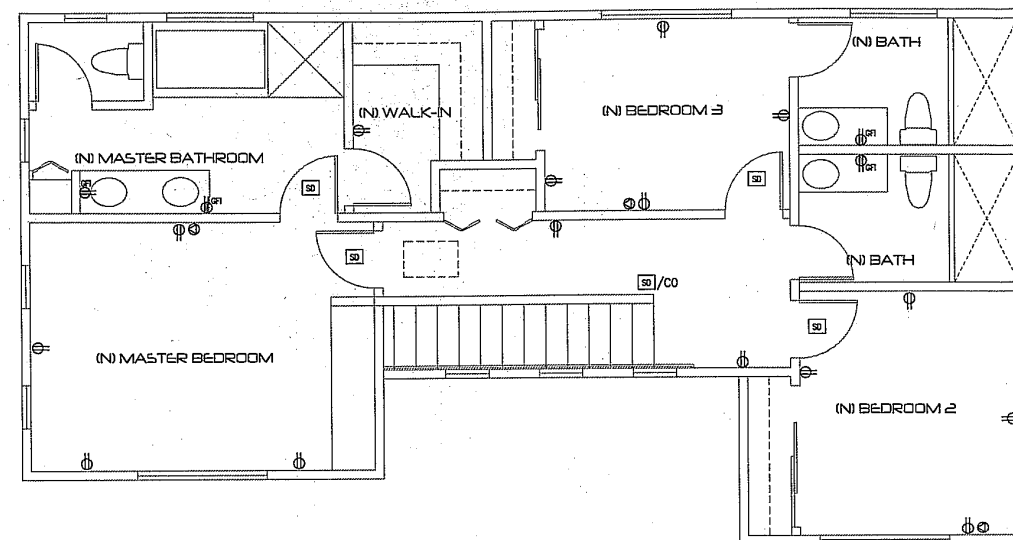 (N) BATH
(N) WALK-IN
(N) BEDROOM 3
GFI
(N) MASTER BATHROOM
GFI
SD
SD
GFI
GFI
SD
(N) BATH
SD/CO
SD
(N) MASTER BEDROOM
(N) BEDROOM 2